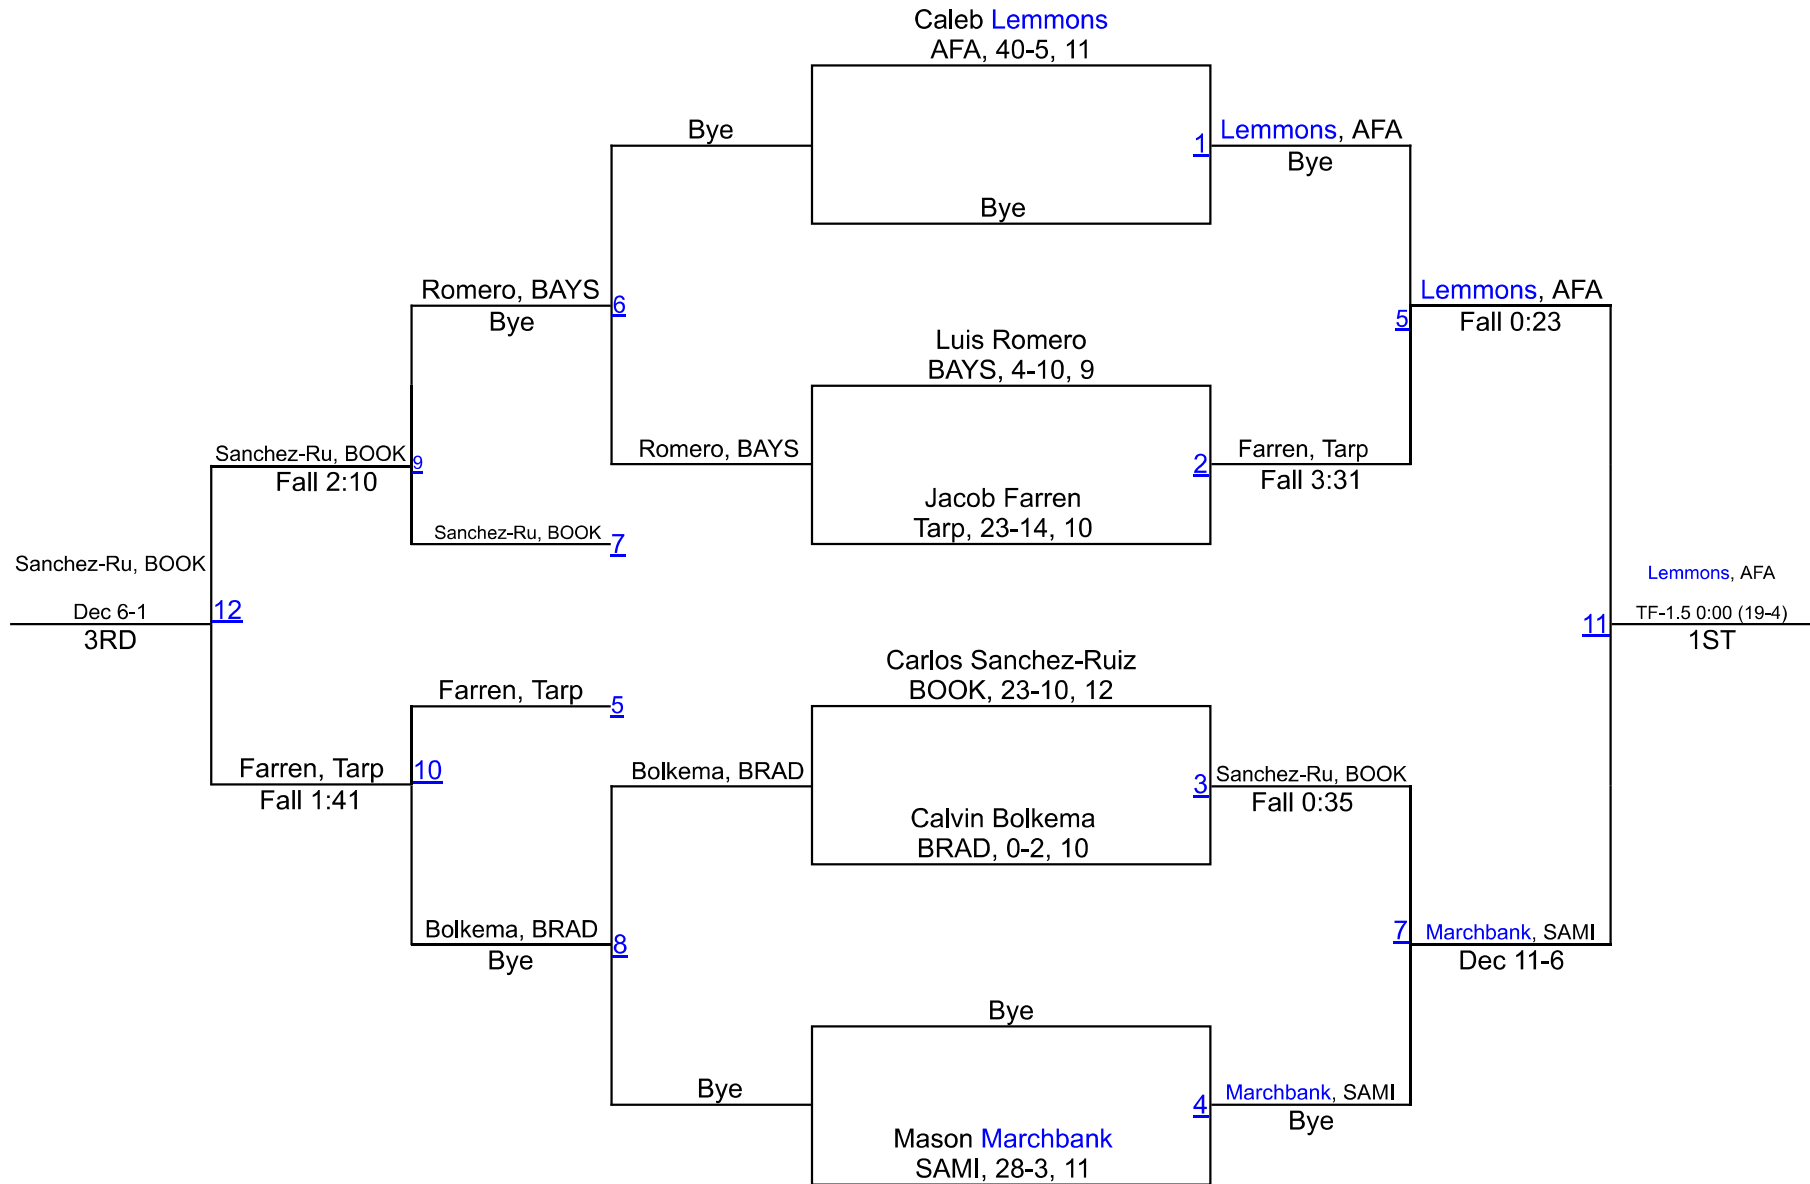 Caleb Lemmons
AFA, 40-5, 11
Bye
1
Lemmons, AFA
Bye
Bye
Romero, BAYS
Bye
6
Lemmons, AFA
Fall 0:23
5
Luis Romero
BAYS, 4-10, 9
Romero, BAYS
2
Farren, Tarp
Fall 3:31
Jacob Farren
Tarp, 23-14, 10
Sanchez-Ru, BOOK
Fall 2:10
9
Sanchez-Ru, BOOK
7
Sanchez-Ru, BOOK
Dec 6-1
3RD
12
Lemmons, AFA
TF-1.5 0:00 (19-4)
1ST
11
Carlos Sanchez-Ruiz
BOOK, 23-10, 12
Farren, Tarp
5
Farren, Tarp
Fall 1:41
10
Bolkema, BRAD
3
Sanchez-Ru, BOOK
Fall 0:35
Calvin Bolkema
BRAD, 0-2, 10
Bolkema, BRAD
Bye
8
7
Marchbank, SAMI
Dec 11-6
Bye
Bye
4
Marchbank, SAMI
Bye
Mason Marchbank
SAMI, 28-3, 11